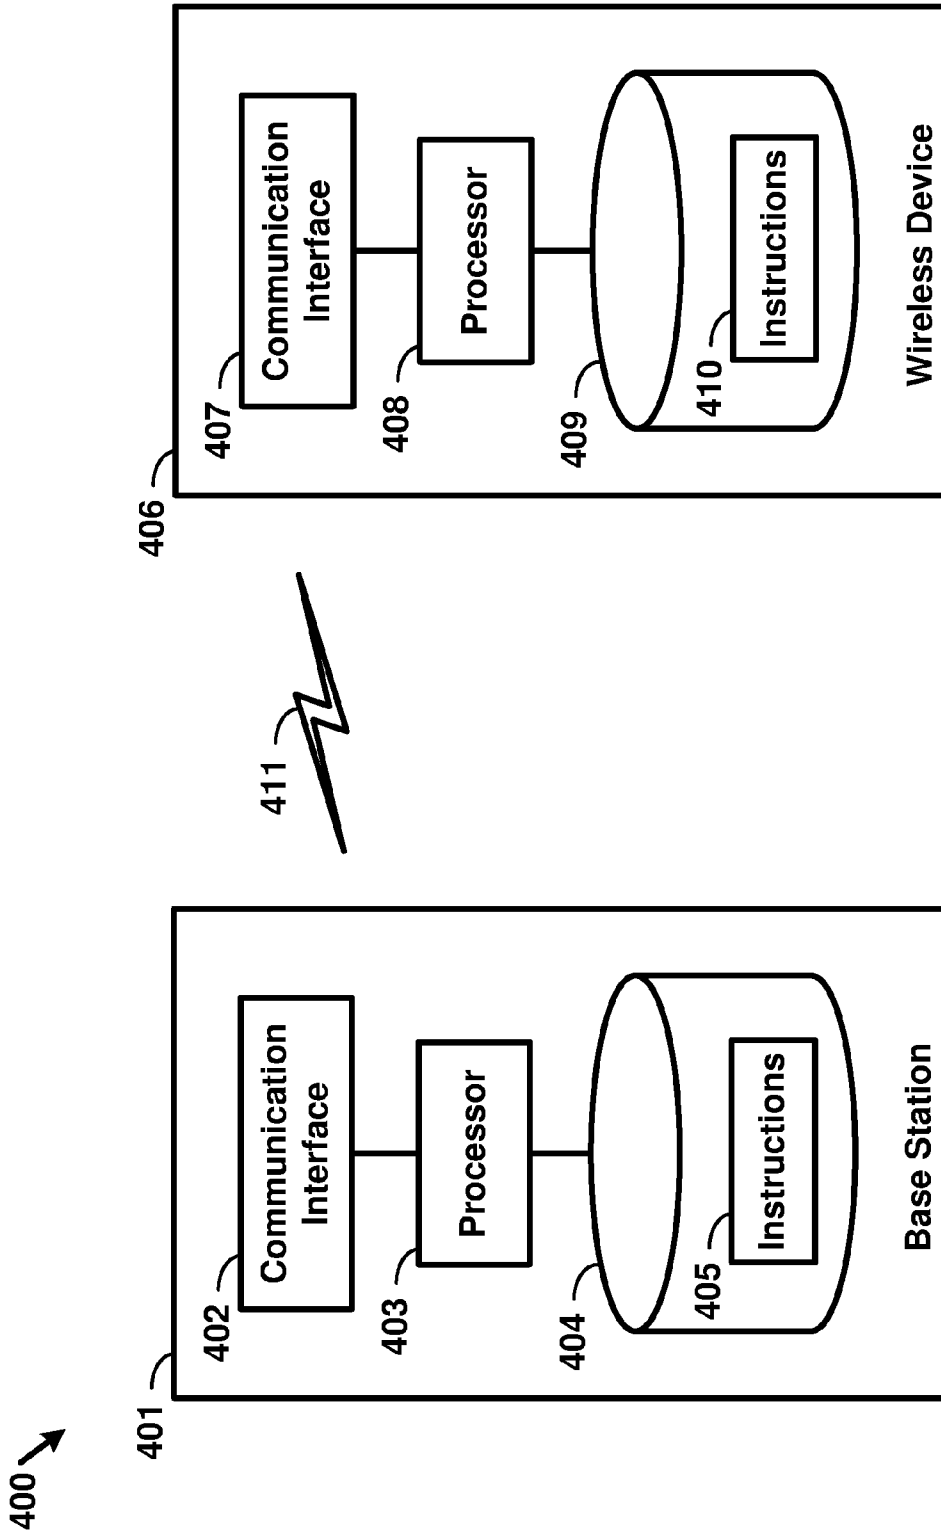 400
401
402
Communication
Interface
403
Processor
404
405
Instructions
Base Station
411
406
407
Communication
Interface
408
Processor
409
410
Instructions
Wireless Device